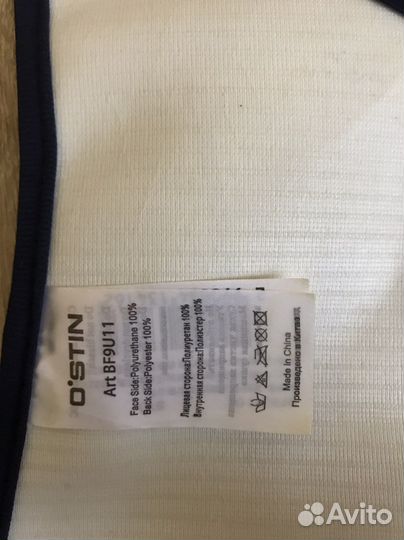 O'STIN
Art BF9U11
Face Side:Polyurethane 100%
Back Side:Polyester 100%
Лицевая сторона:Полиуретан 100%
Внутренняя сторона:Полиэстер 100%
Made In China
Произведено в Китае
Avito